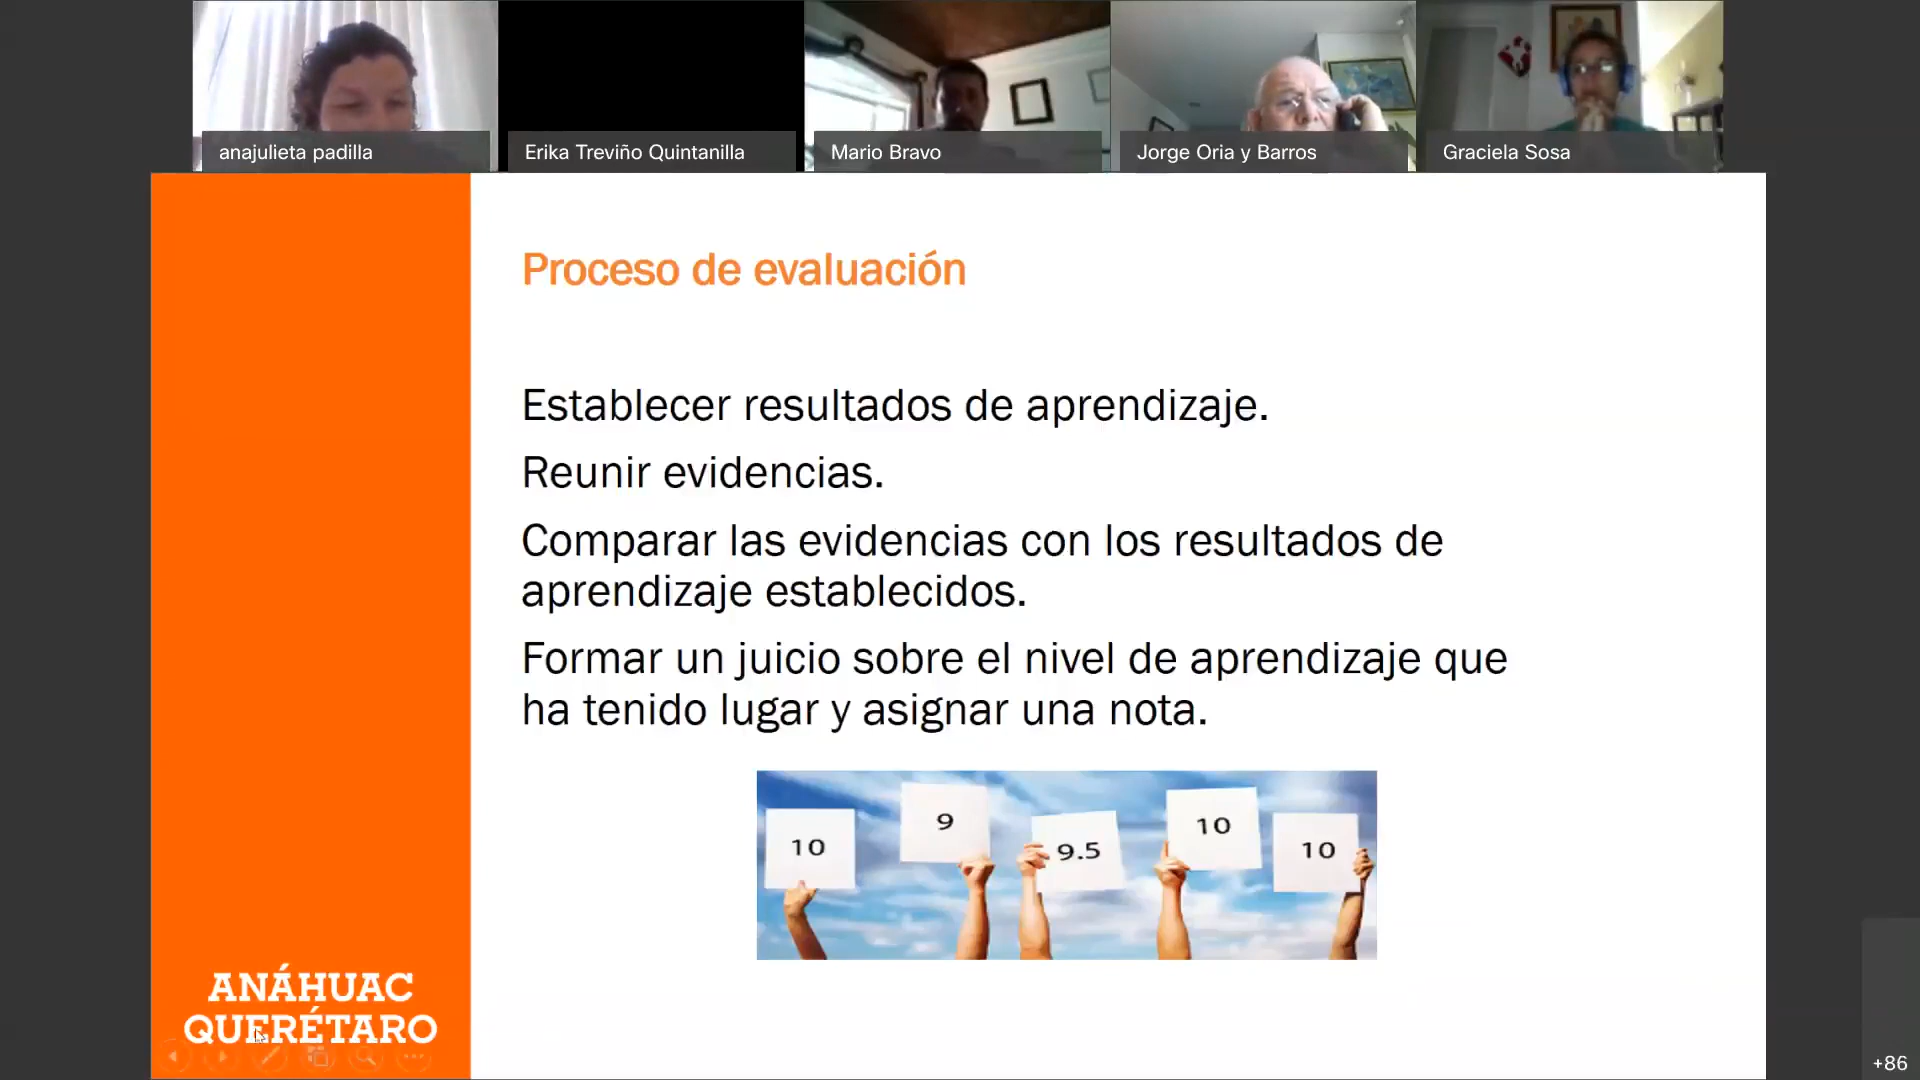 anajulieta padilla
Erika Treviño Quintanilla
Mario Bravo
Jorge Oria y Barros
Graciela Sosa
Proceso de evaluación
Establecer resultados de aprendizaje.
Reunir evidencias.
Comparar las evidencias con los resultados de
aprendizaje establecidos.
Formar un juicio sobre el nivel de aprendizaje que
ha tenido lugar y asignar una nota.
10
9
9.5
10
10
ANÁHUAC
QUERÉTARO
+86